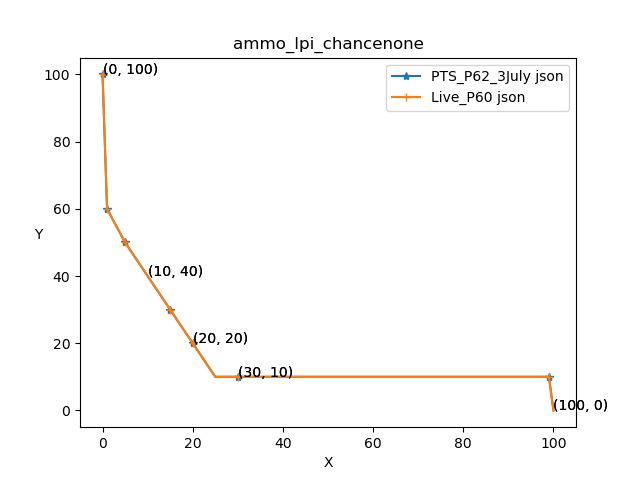 ammo_lpi_chancenone
PTS_P62_3July json
Live_P60 json
(0, 100)
(10, 40)
(20, 20)
(30, 10)
(100, 0)
Y
100
80
60
40
20
0
0 20 40 60 80 100
X